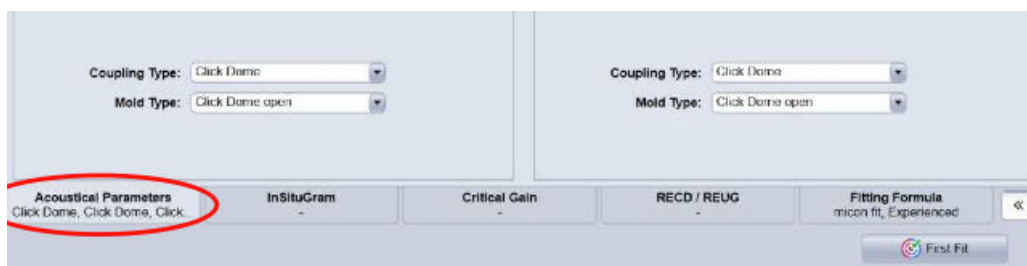 Coupling Type: Click Dome Coupling Type: Click Dome
Mold Type: Click Dome open Mold Type: Click Dome open
Acoustical Parameters InSituGram Critical Gain RECD / REUG Fitting Formula
Click Dome, Click Dome, Click - - - micon fit, Experienced «
First Fit